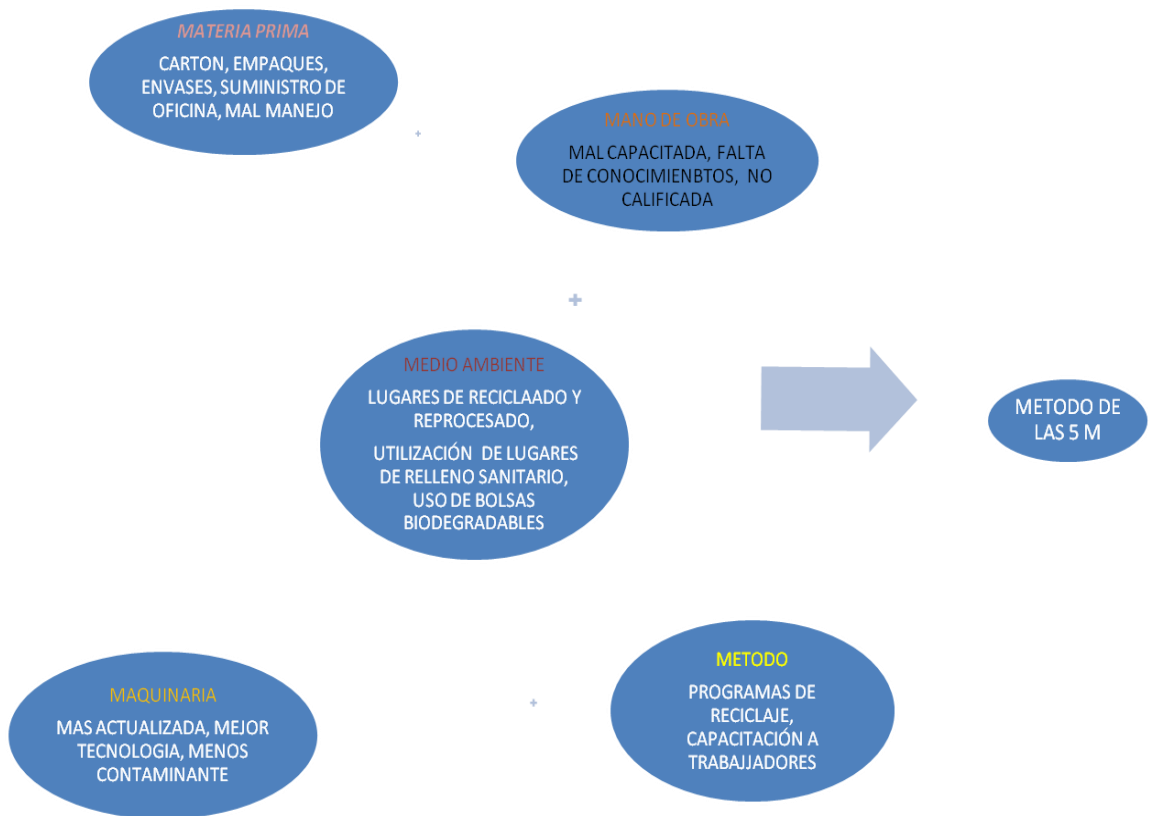 MATERIA PRIMA
CARTON, EMPAQUES,
ENVASES, SUMINISTRO DE
OFICINA, MAL MANEJO
MANO DE OBRA
MAL CAPACITADA, FALTA
DE CONOCIMIENBTOS, NO
CALIFICADA
MEDIO AMBIENTE
LUGARES DE RECICLAADO Y
REPROCESADO,
UTILIZACIÓN DE LUGARES
DE RELLENO SANITARIO,
USO DE BOLSAS
BIODEGRADABLES
METODO DE
LAS 5 M
MAQUINARIA
MAS ACTUALIZADA, MEJOR
TECNOLOGIA, MENOS
CONTAMINANTE
METODO
PROGRAMAS DE
RECICLAJE,
CAPACITACIÓN A
TRABAJJADORES